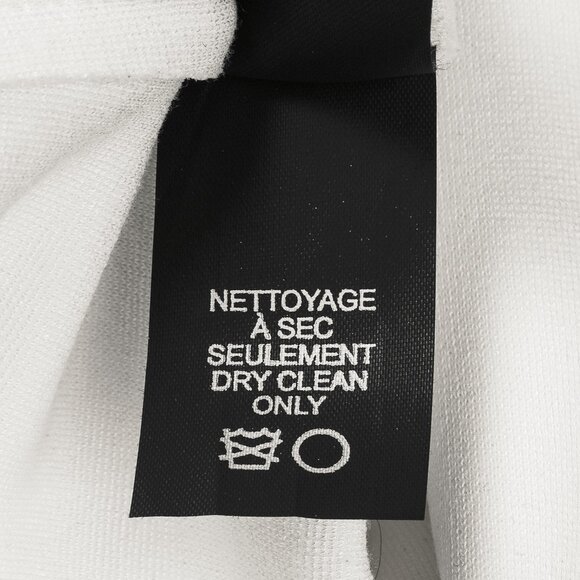 NETTOYAGE
À SEC
SEULEMENT
DRY CLEAN
ONLY